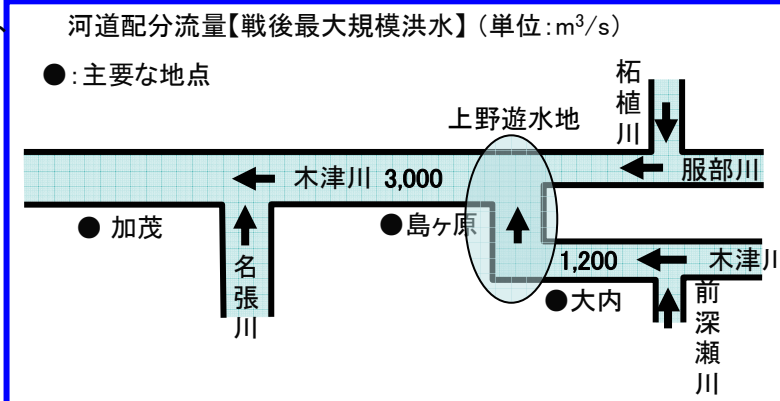 河道配分流量【戦後最大規模洪水】（単位：m³/s）
●：主要な地点
柘植川
上野遊水地
木津川 3,000
服部川
● 加茂
●島ヶ原
名張川
1,200
木津川
●大内
前深瀬川